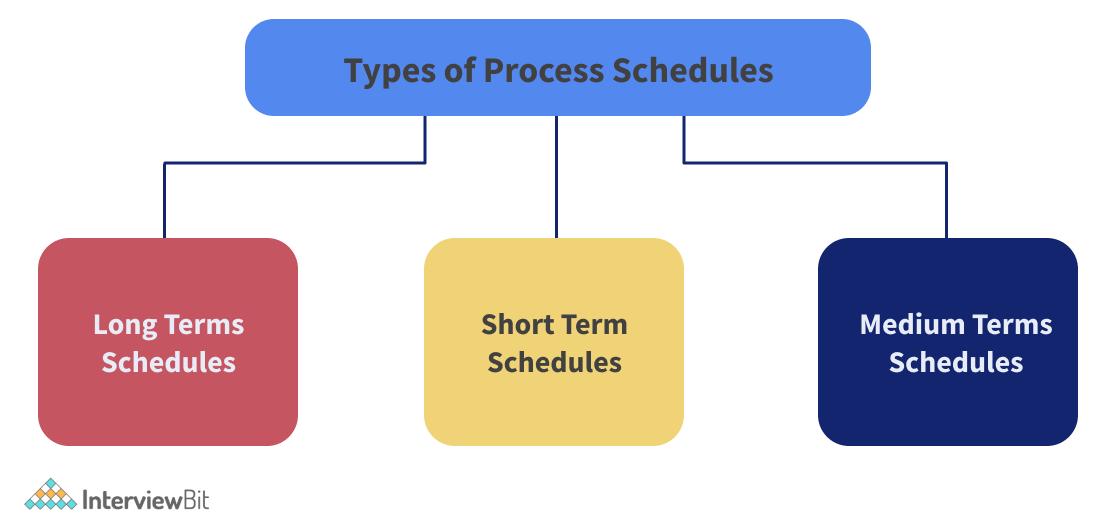 Types of Process Schedules
Long Terms
Schedules
Short Term
Schedules
Medium Terms
Schedules
InterviewBit